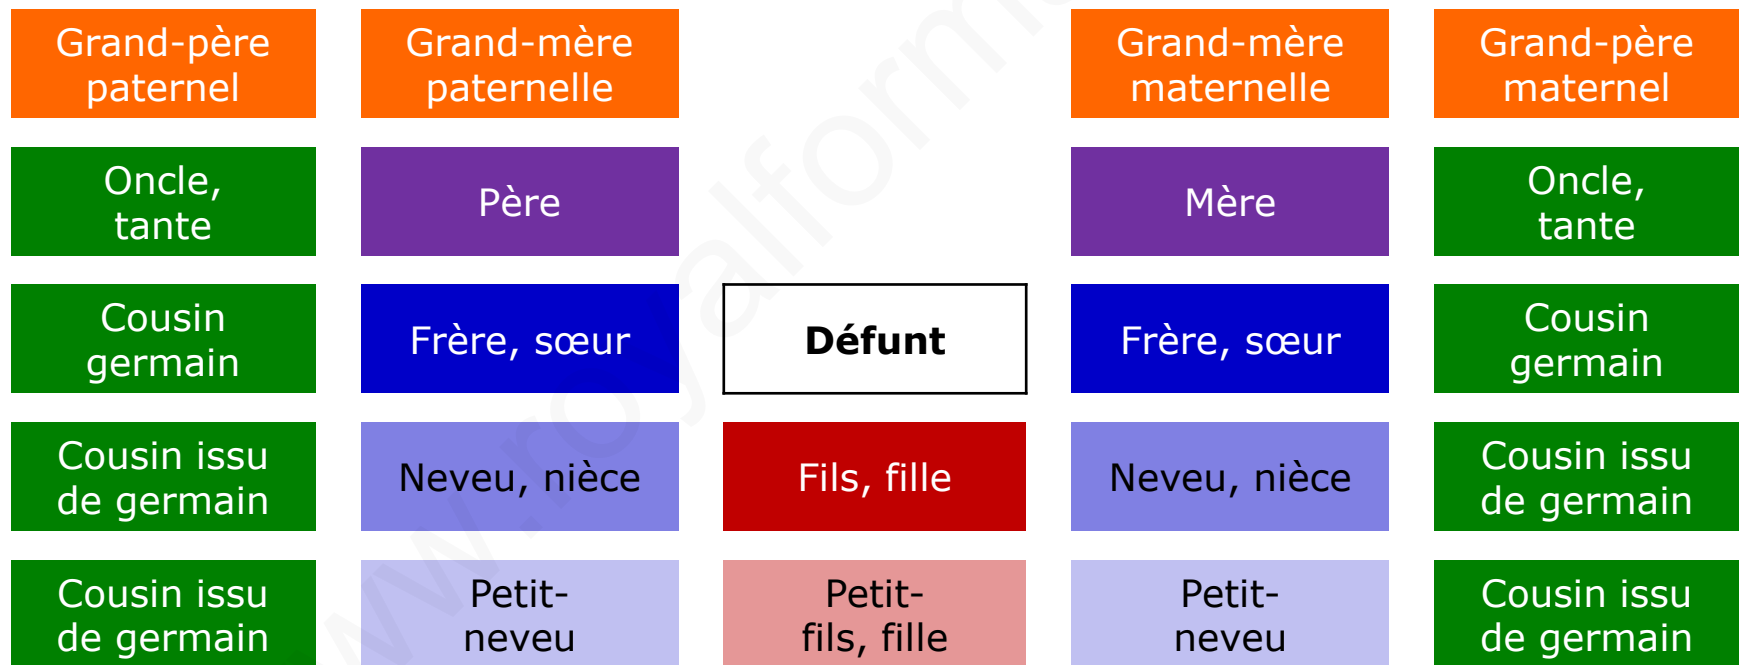 Grand-père
paternel
Grand-mère
paternelle
Grand-mère
maternelle
Grand-père
maternel
Oncle,
tante
Père
Mère
Oncle,
tante
Cousin
germain
Frère, sœur
Défunt
Frère, sœur
Cousin
germain
Cousin issu
de germain
Neveu, nièce
Fils, fille
Neveu, nièce
Cousin issu
de germain
Cousin issu
de germain
Petit-
neveu
Petit-
fils, fille
Petit-
neveu
Cousin issu
de germain